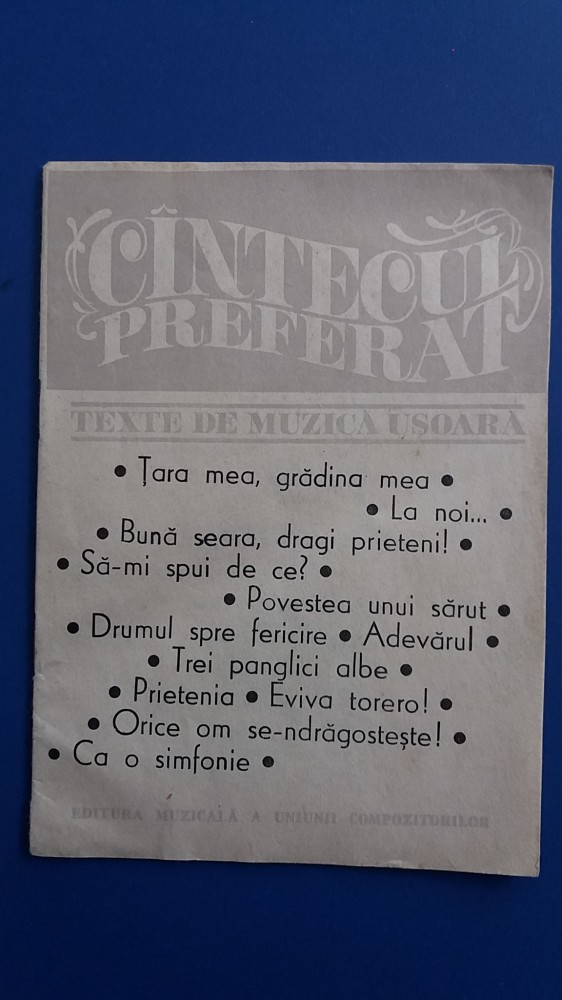 CÎNTECUL
PREFERAT
TEXTE DE MUZICĂ UȘOARĂ
• Țara mea, grădina mea •
• La noi... •
• Bună seara, dragi prieteni! •
• Să-mi spui de ce? •
• Povestea unui sărut •
• Drumul spre fericire • Adevărul •
• Trei panglici albe •
• Prietenia • Eviva torero! •
• Orice om se-ndrăgostește! •
• Ca o simfonie •
EDITURA MUZICALĂ A UNIUNII COMPOZITORILOR